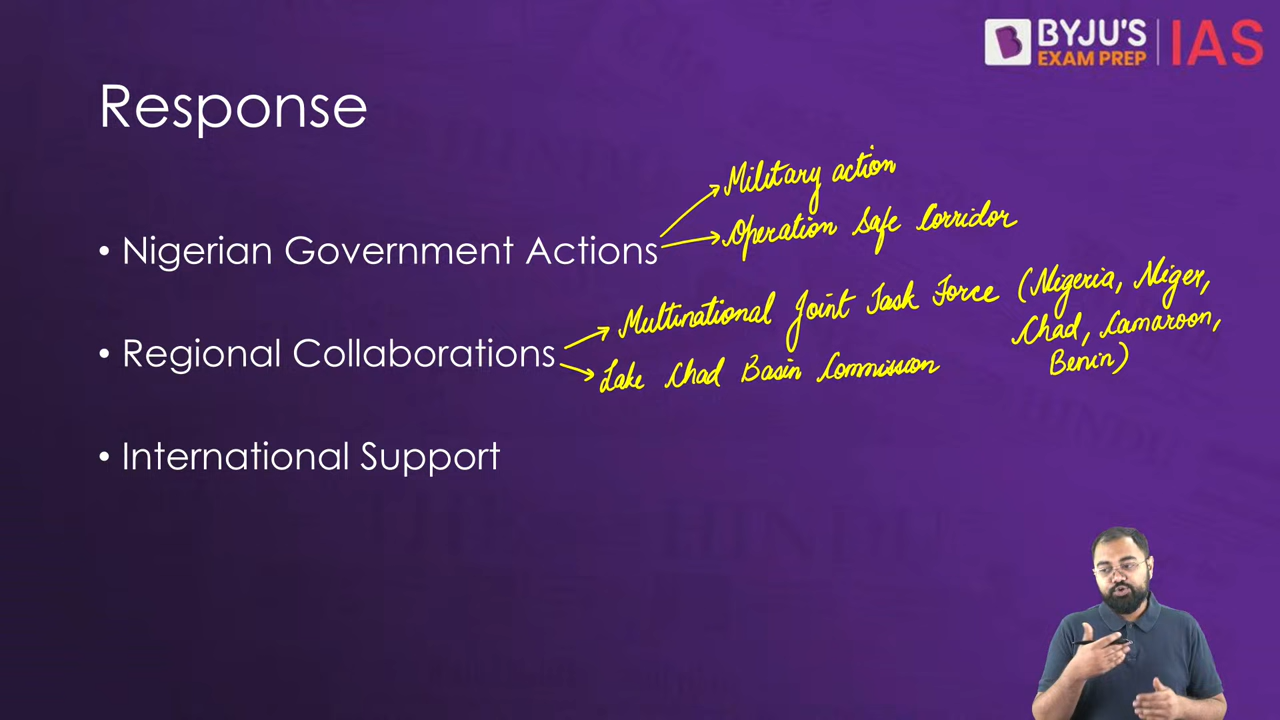 BYJU'S IAS
EXAM PREP
Response
Military action
• Nigerian Government Actions
Operation Safe Corridor
Multinational Joint Task Force (Nigeria, Niger,
Chad, Camaroon,
Benin)
• Regional Collaborations
Lake Chad Basin Commission
• International Support
HINDU